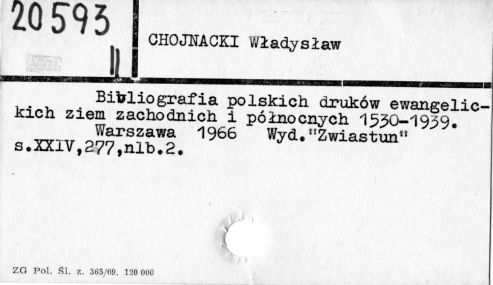 20593
II
CHOJNACKI Władysław
Bibliografia polskich druków ewangelic-
kich ziem zachodnich i północnych 1530-1939.
Warszawa 1966 Wyd."Zwiastun"
s.XXIV,277,nlb.2.
ZG Pol. Śl. z. 365/69. 120 000